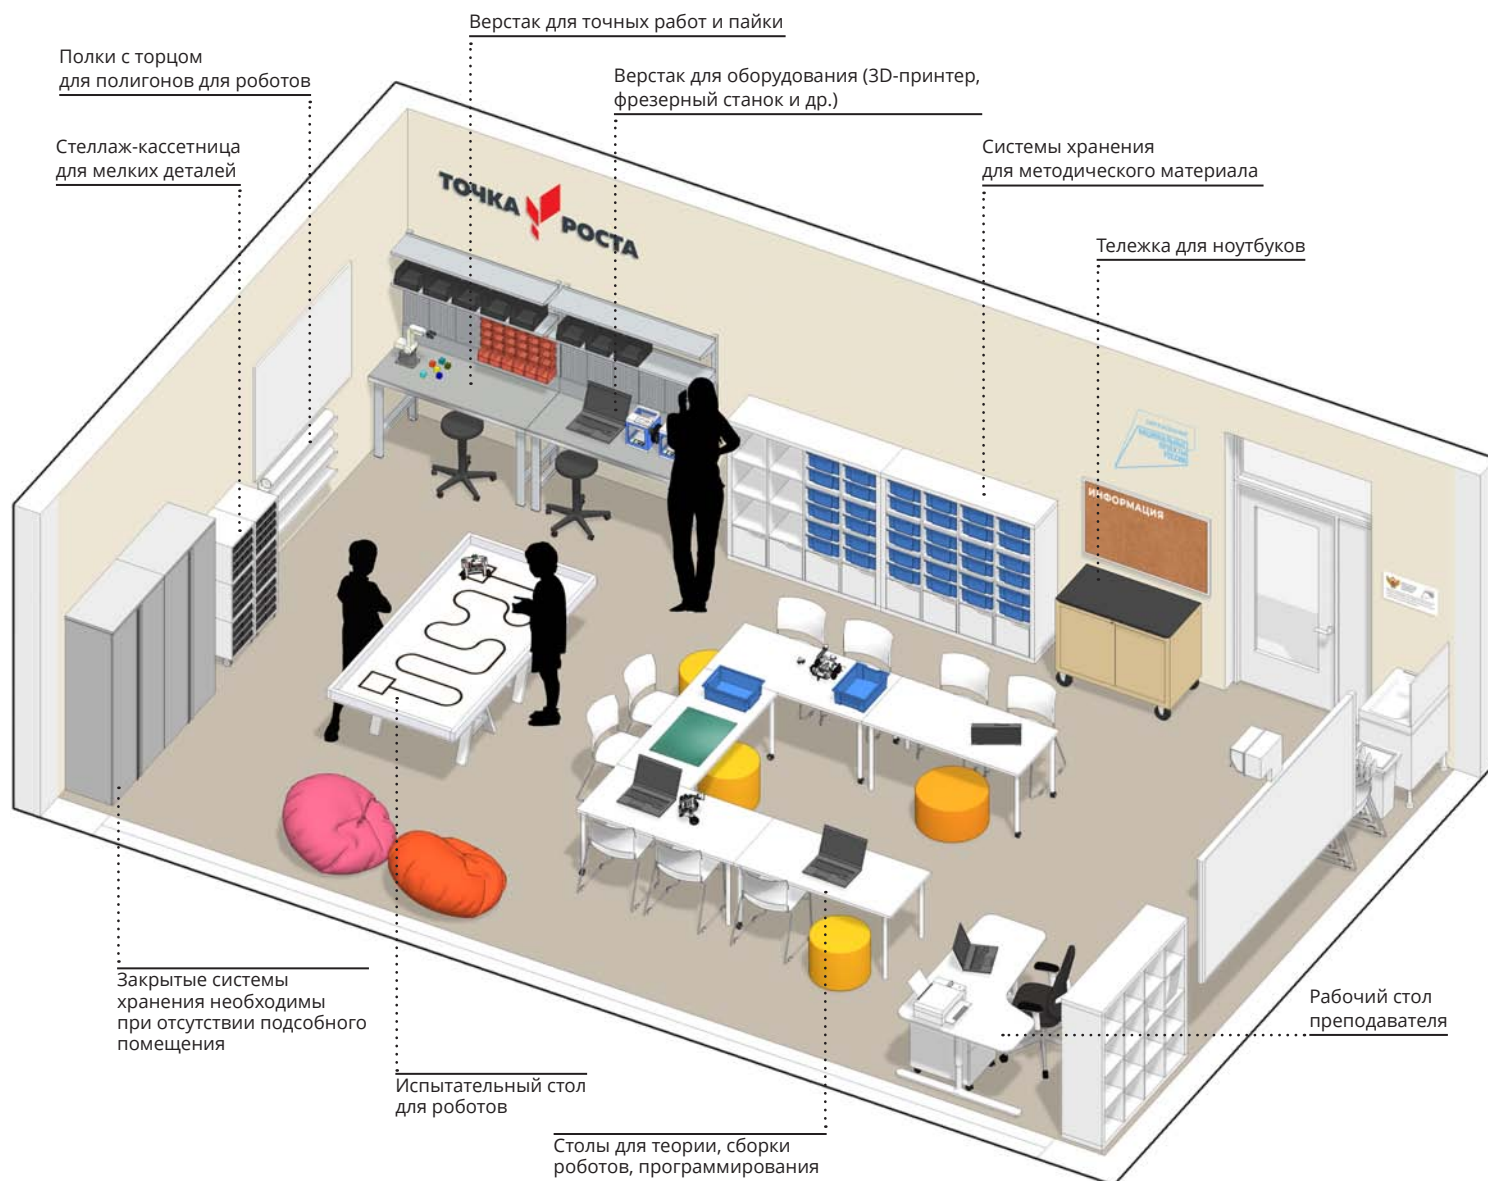 Верстак для точных работ и пайки
Полки с торцом
для полигонов для роботов
Верстак для оборудования (3D-принтер,
фрезерный станок и др.)
Стеллаж-кассетница
для мелких деталей
Системы хранения
для методического материала
Тележка для ноутбуков
ТОЧКА
РОСТА
ИНФОРМАЦИЯ
Закрытые системы
хранения необходимы
при отсутствии подсобного
помещения
Рабочий стол
преподавателя
Испытательный стол
для роботов
Столы для теории, сборки
роботов, программирования